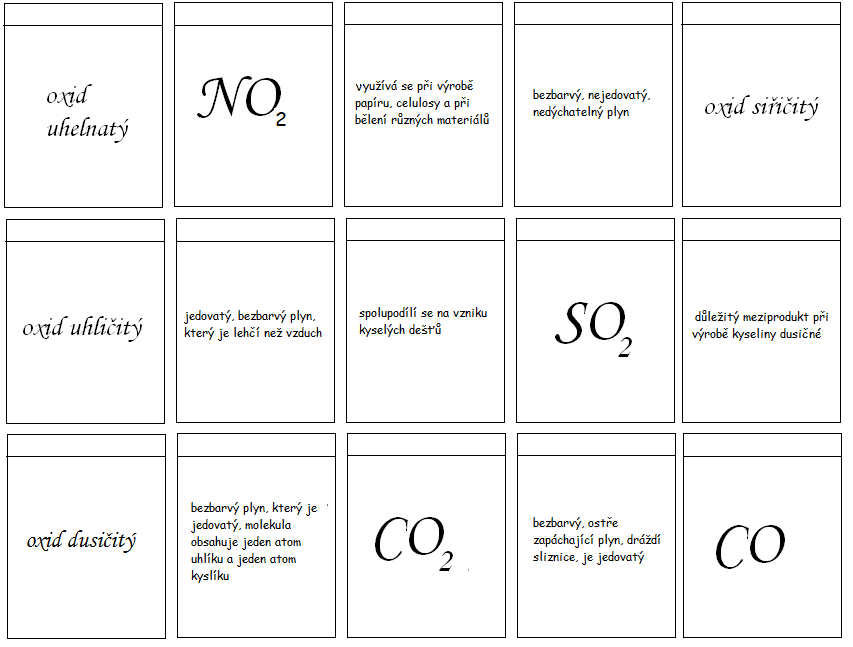 oxid
uhelnatý
NO2
využívá se při výrobě
papíru, celulosy a při
bělení různých materiálů
bezbarvý, nejedovatý,
nedýchatelný plyn
oxid siřičitý
oxid uhličitý
jedovatý, bezbarvý plyn,
který je lehčí než vzduch
spolupodílí se na vzniku
kyselých dešťů
SO2
důležitý meziprodukt při
výrobě kyseliny dusičné
oxid dusičitý
bezbarvý plyn, který je
jedovatý, molekula
obsahuje jeden atom
uhlíku a jeden atom
kyslíku
CO2
bezbarvý, ostře
zapáchající plyn, dráždí
sliznice, je jedovatý
CO